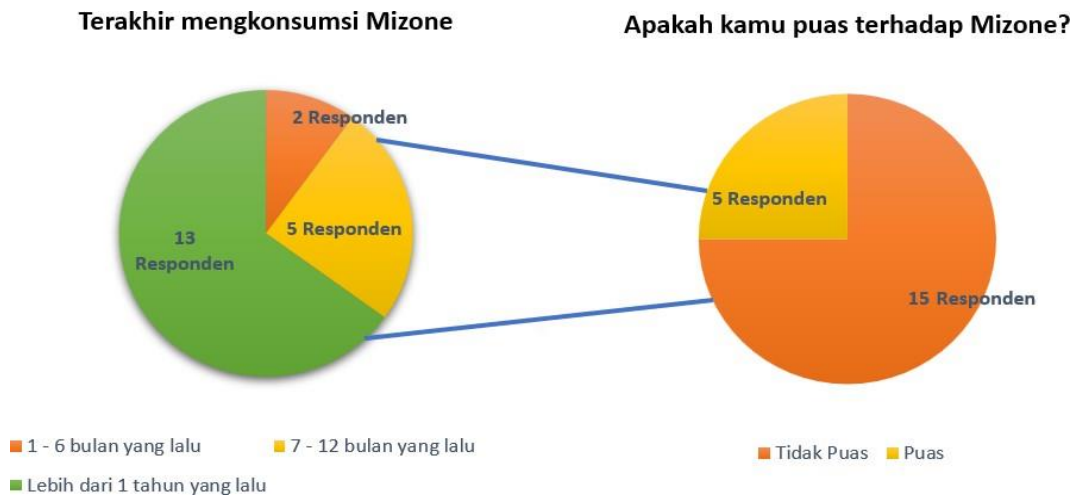 Terakhir mengkonsumsi Mizone
2 Responden
5 Responden
13
Responden
1 - 6 bulan yang lalu
7 - 12 bulan yang lalu
Lebih dari 1 tahun yang lalu
Apakah kamu puas terhadap Mizone?
5 Responden
15 Responden
Tidak Puas
Puas